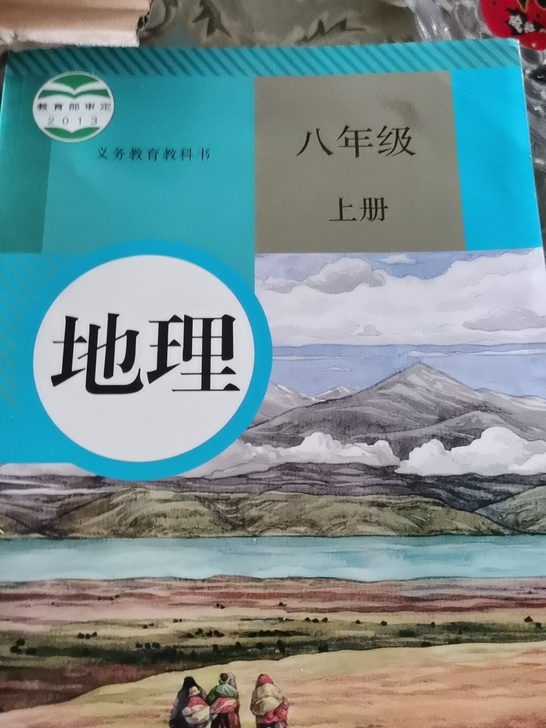 教育部审定
2013
义务教育教科书
八年级
上册
地理